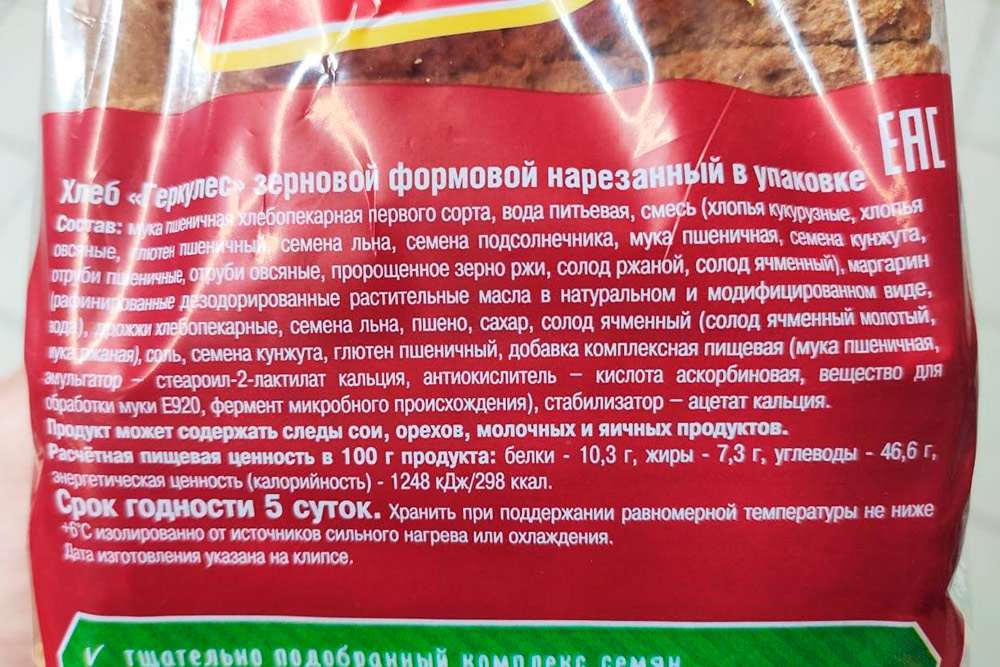 EAC
Хлеб «Геркулес» зерновой формовой нарезанный в упаковке
Состав: мука пшеничная хлебопекарная первого сорта, вода питьевая, смесь (хлопья кукурузные, хлопья
овсяные, глютен пшеничный, семена льна, семена подсолнечника, мука пшеничная, семена кунжута,
отруби пшеничные, отруби овсяные, пророщенное зерно ржи, солод ржаной, солод ячменный), маргарин
(рафинированные дезодорированные растительные масла в натуральном и модифицированном виде,
вода), дрожжи хлебопекарные, семена льна, пшено, сахар, солод ячменный (солод ячменный молотый,
мука ржаная), соль, семена кунжута, глютен пшеничный, добавка комплексная пищевая (мука пшеничная,
эмульгатор – стеароил-2-лактилат кальция, антиокислитель – кислота аскорбиновая, вещество для
обработки муки Е920, фермент микробного происхождения), стабилизатор – ацетат кальция.
Продукт может содержать следы сои, орехов, молочных и яичных продуктов.
Расчётная пищевая ценность в 100 г продукта: белки - 10,3 г, жиры - 7,3 г, углеводы - 46,6 г,
энергетическая ценность (калорийность) - 1248 кДж/298 ккал.
Срок годности 5 суток. Хранить при поддержании равномерной температуры не ниже
+6°С изолированно от источников сильного нагрева или охлаждения.
Дата изготовления указана на клипсе.
✓ тщательно подобранный комплекс семян